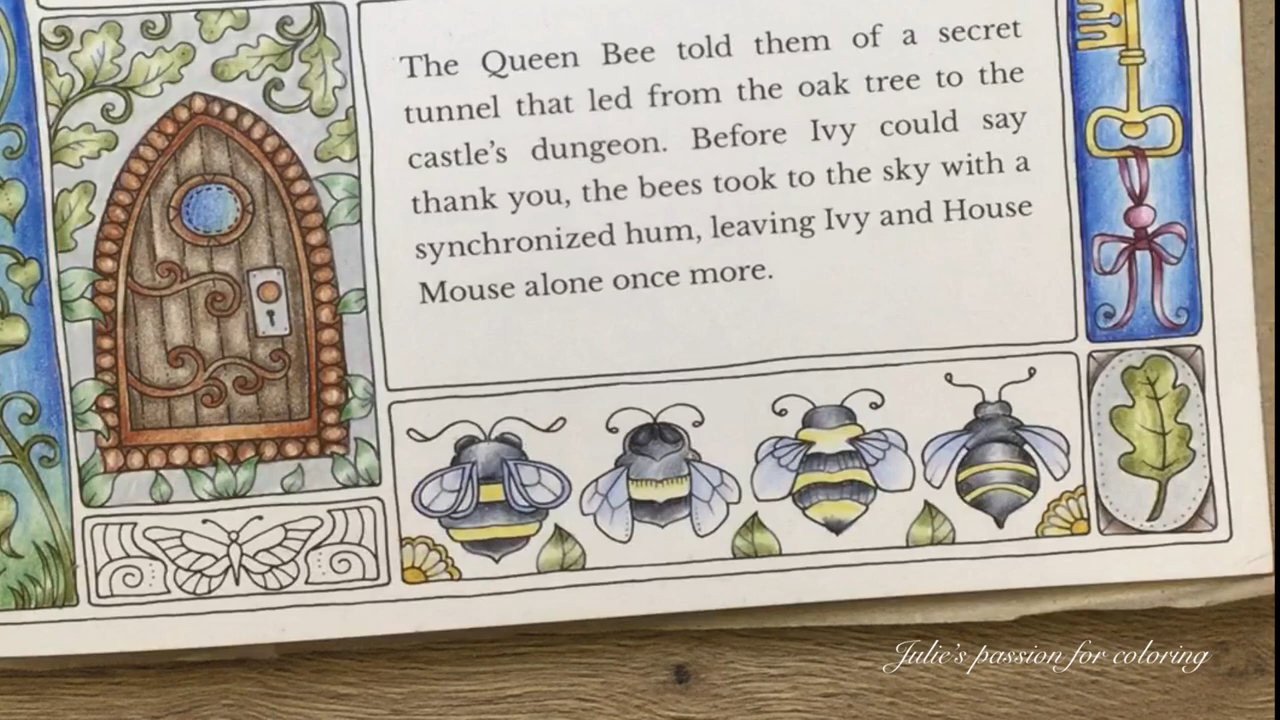 The Queen Bee told them of a secret
tunnel that led from the oak tree to the
castle's dungeon. Before Ivy could say
thank you, the bees took to the sky with a
synchronized hum, leaving Ivy and House
Mouse alone once more.
Julie's passion for coloring